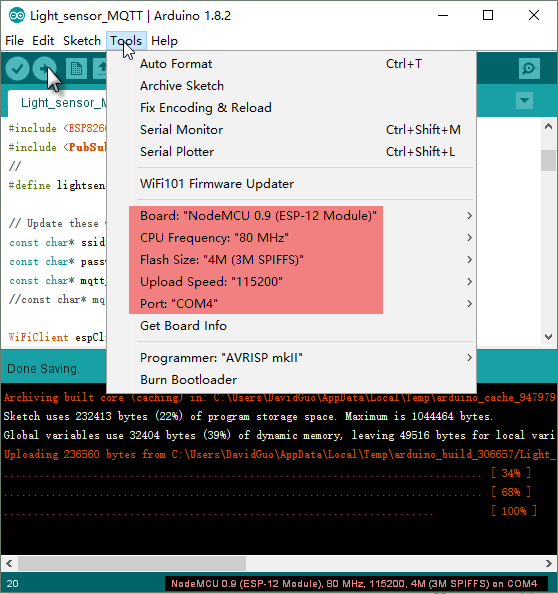 Light_sensor_MQTT | Arduino 1.8.2
File Edit Sketch Tools Help
Auto Format Ctrl+T
Archive Sketch
Fix Encoding & Reload
Serial Monitor Ctrl+Shift+M
Serial Plotter Ctrl+Shift+L
WiFi101 Firmware Updater
Board: "NodeMCU 0.9 (ESP-12 Module)"
CPU Frequency: "80 MHz"
Flash Size: "4M (3M SPIFFS)"
Upload Speed: "115200"
Port: "COM4"
Get Board Info
Programmer: "AVRISP mkII"
Burn Bootloader
Light_sensor_M
#include <ESP826
#include <PubSub
//
#define lightsen
// Update these
const char* ssid
const char* passw
const char* mqtt_
//const char* mq
WiFiClient espCl
Done Saving.
Archiving built core (caching) in: C:\Users\DavidGuo\AppData\Local\Temp\arduino_cache_947979
Sketch uses 232413 bytes (22%) of program storage space. Maximum is 1044464 bytes.
Global variables use 32404 bytes (39%) of dynamic memory, leaving 49516 bytes for local vari
Uploading 236560 bytes from C:\Users\DavidGuo\AppData\Local\Temp\arduino_build_306657/Light_
................................................................................ [ 34% ]
................................................................................ [ 68% ]
........................................................................ [ 100% ]
20 NodeMCU 0.9 (ESP-12 Module), 80 MHz, 115200, 4M (3M SPIFFS) on COM4